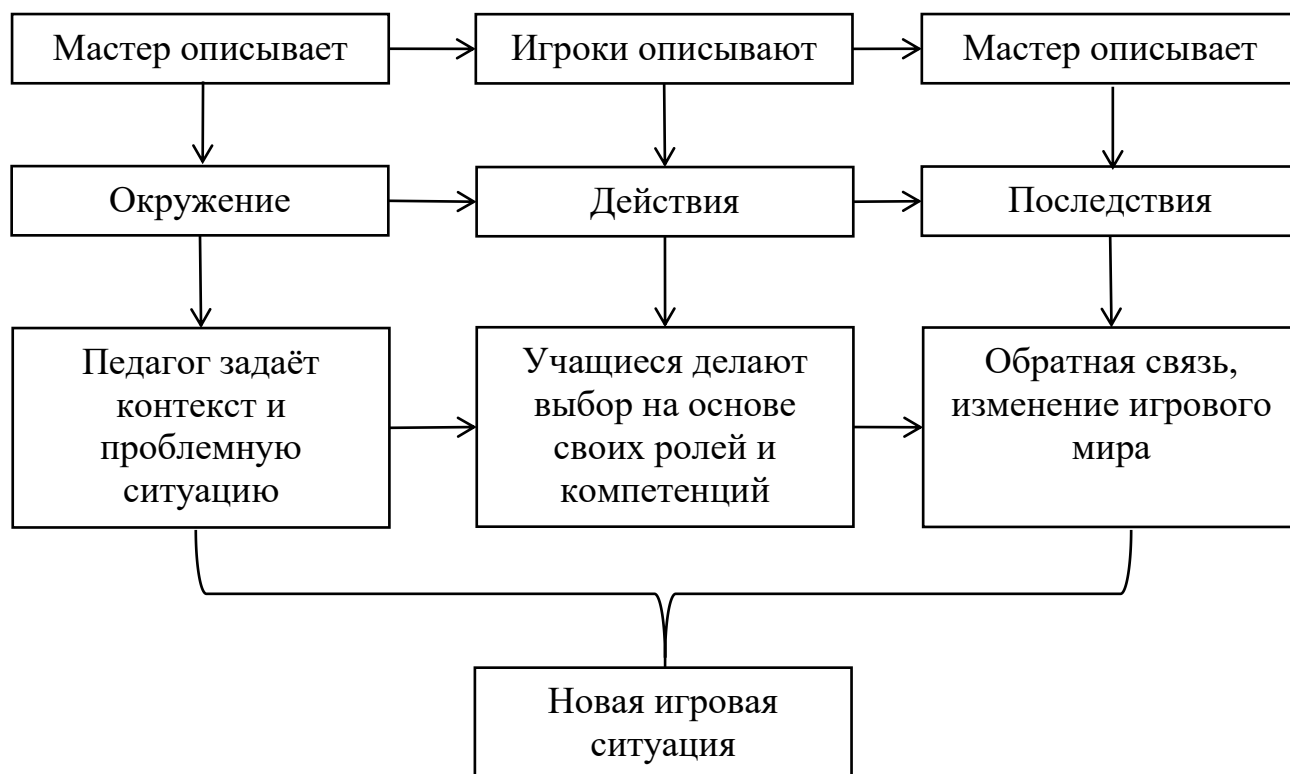 Мастер описывает
Игроки описывают
Мастер описывает
Окружение
Действия
Последствия
Педагог задаёт
контекст и
проблемную
ситуацию
Учащиеся делают
выбор на основе
своих ролей и
компетенций
Обратная связь,
изменение игрового
мира
Новая игровая
ситуация